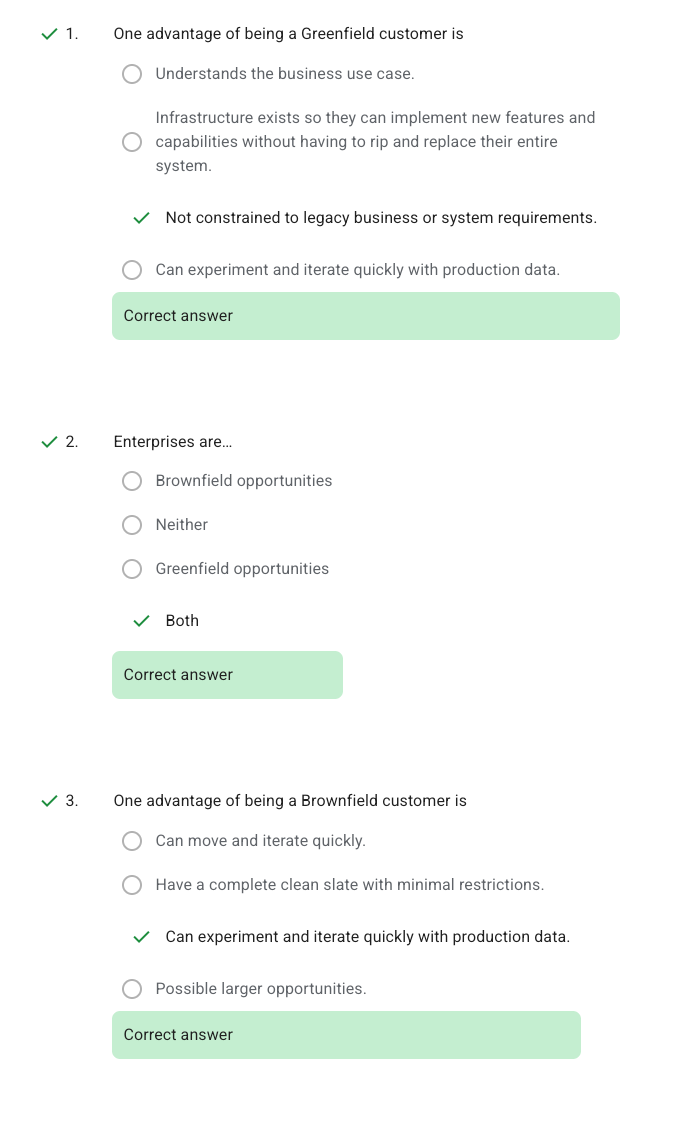 1. One advantage of being a Greenfield customer is
Understands the business use case.
Infrastructure exists so they can implement new features and
capabilities without having to rip and replace their entire
system.
Not constrained to legacy business or system requirements.
Can experiment and iterate quickly with production data.
Correct answer
2. Enterprises are…
Brownfield opportunities
Neither
Greenfield opportunities
Both
Correct answer
3. One advantage of being a Brownfield customer is
Can move and iterate quickly.
Have a complete clean slate with minimal restrictions.
Can experiment and iterate quickly with production data.
Possible larger opportunities.
Correct answer